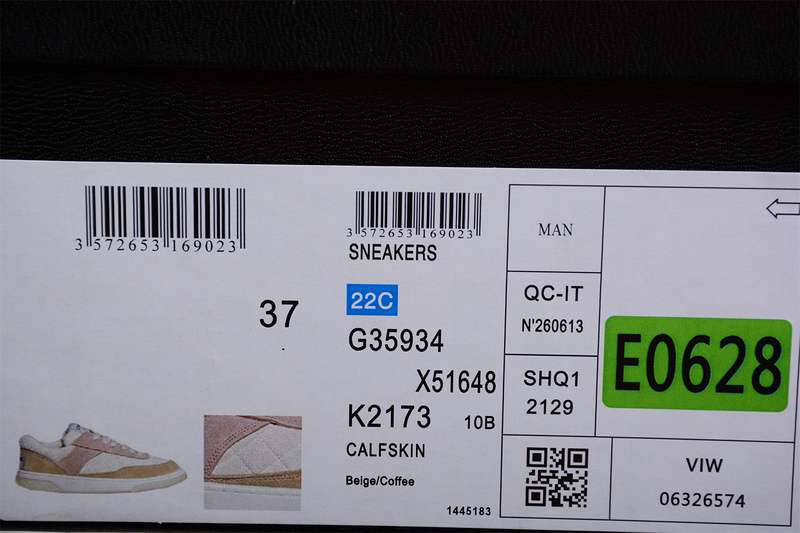 3 572653 169023
37
3 572653 169023
SNEAKERS
22C
G35934
X51648
K2173 10B
CALFSKIN
Beige/Coffee
1445183
MAN
QC-IT
N'260613
SHQ1
2129
E0628
VIW
06326574